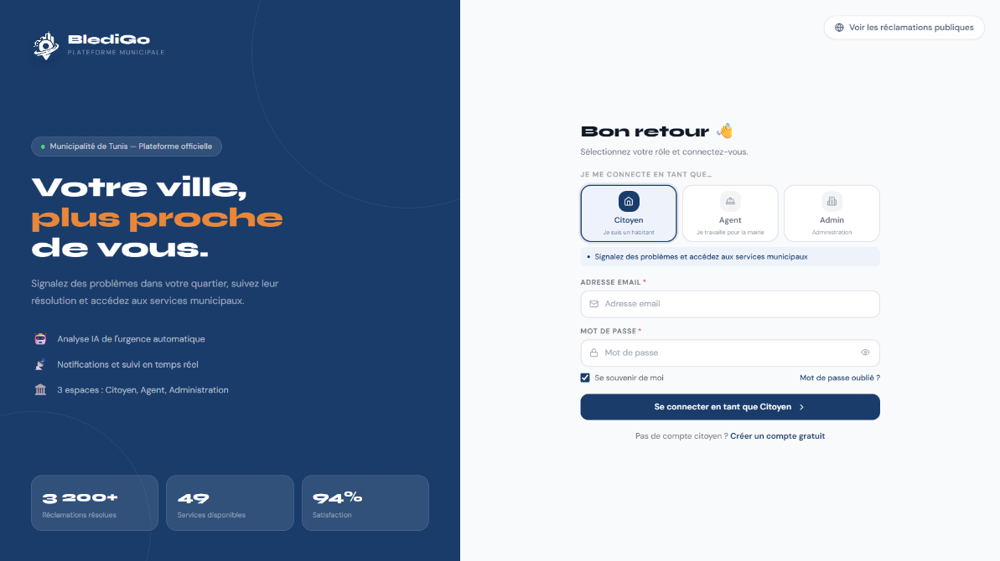 BlediGo
PLATEFORME MUNICIPALE
Municipalité de Tunis — Plateforme officielle
Votre ville,
plus proche
de vous.
Signalez des problèmes dans votre quartier, suivez leur
résolution et accédez aux services municipaux.
Analyse IA de l'urgence automatique
Notifications et suivi en temps réel
3 espaces : Citoyen, Agent, Administration
3 200+
Réclamations résolues
49
Services disponibles
94%
Satisfaction
Voir les réclamations publiques
Bon retour
Sélectionnez votre rôle et connectez-vous.
JE ME CONNECTE EN TANT QUE…
Citoyen
Je suis un habitant
Agent
Je travaille pour la mairie
Admin
Administration
• Signalez des problèmes et accédez aux services municipaux
ADRESSE EMAIL *
Adresse email
MOT DE PASSE *
Mot de passe
Se souvenir de moi
Mot de passe oublié ?
Se connecter en tant que Citoyen
Pas de compte citoyen ? Créer un compte gratuit